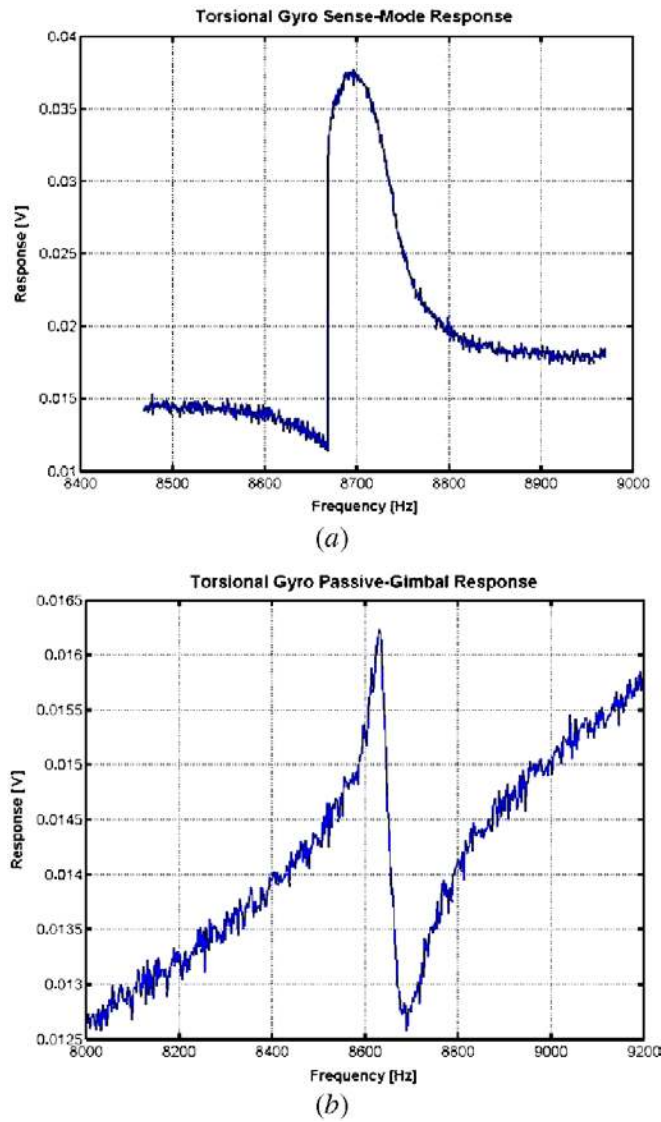 Torsional Gyro Sense-Mode Response
0.04
0.035
0.03
0.025
0.02
0.015
0.01
Response [V]
8400 8500 8600 8700 8800 8900 9000
Frequency [Hz]
(a)
Torsional Gyro Passive-Gimbal Response
0.0165
0.016
0.0155
0.015
0.0145
0.014
0.0135
0.013
0.0125
Response [V]
8000 8200 8400 8600 8800 9000 9200
Frequency [Hz]
(b)